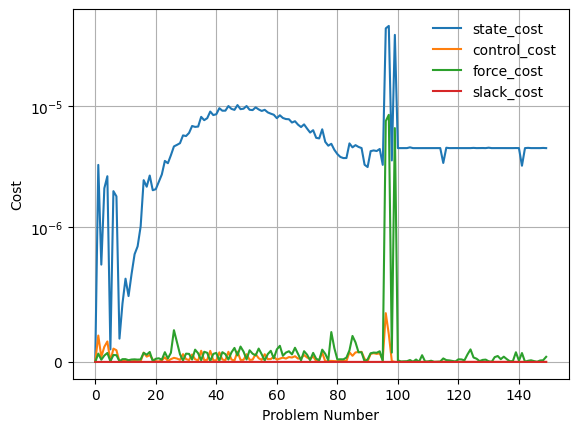 state_cost
control_cost
force_cost
slack_cost
10⁻⁵
10⁻⁶
0
Cost
0 20 40 60 80 100 120 140
Problem Number